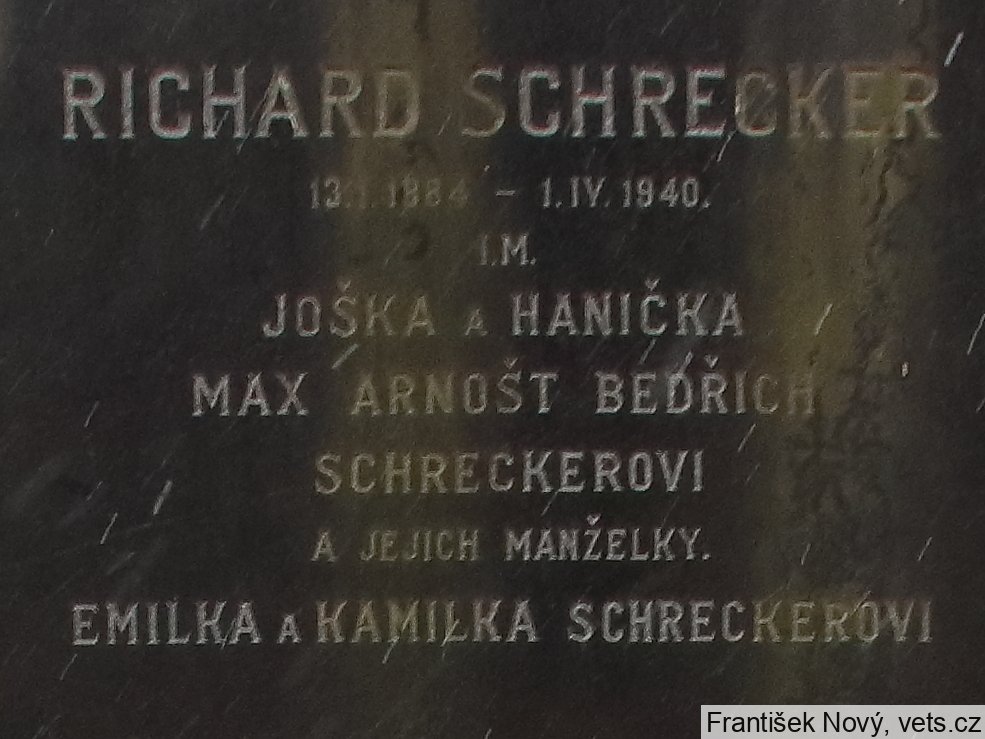 RICHARD SCHRECKER
13.I.1884 – 1.IV.1940.
I.M.
JOŠKA A HANIČKA
MAX ARNOŠT BEDŘICH
SCHRECKEROVI
A JEJICH MANŽELKY.
EMILKA A KAMILKA SCHRECKEROVI
František Nový, vets.cz